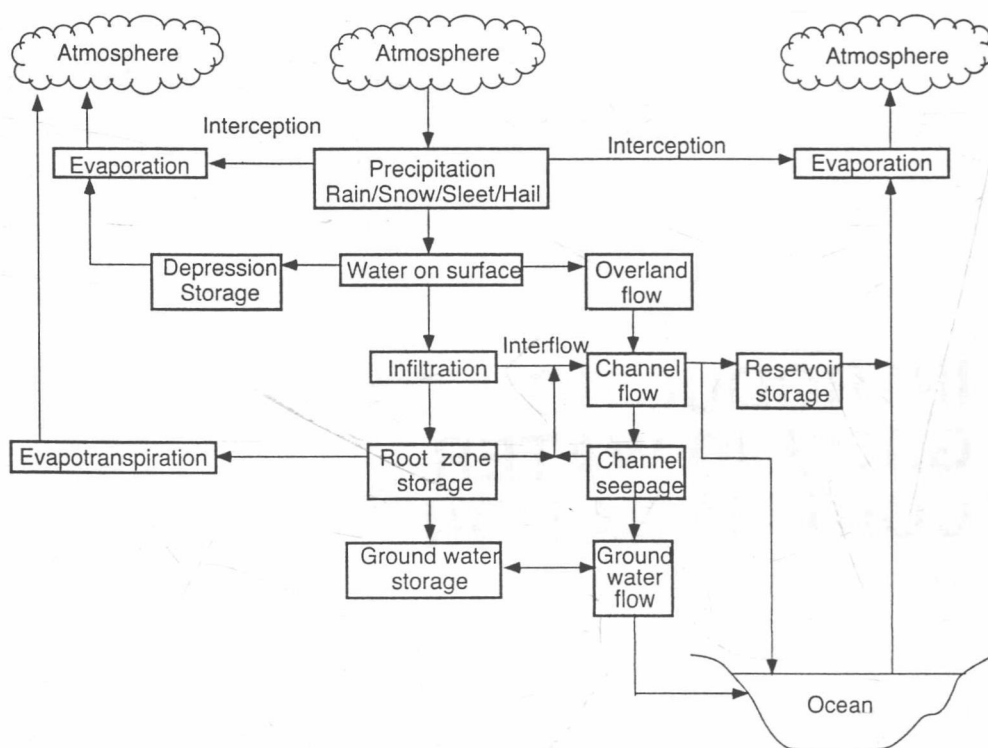 Atmosphere
Atmosphere
Atmosphere
Interception
Evaporation
Precipitation
Rain/Snow/Sleet/Hail
Interception
Evaporation
Depression
Storage
Water on surface
Overland
flow
Infiltration
Interflow
Channel
flow
Reservoir
storage
Evapotranspiration
Root zone
storage
Channel
seepage
Ground water
storage
Ground
water
flow
Ocean